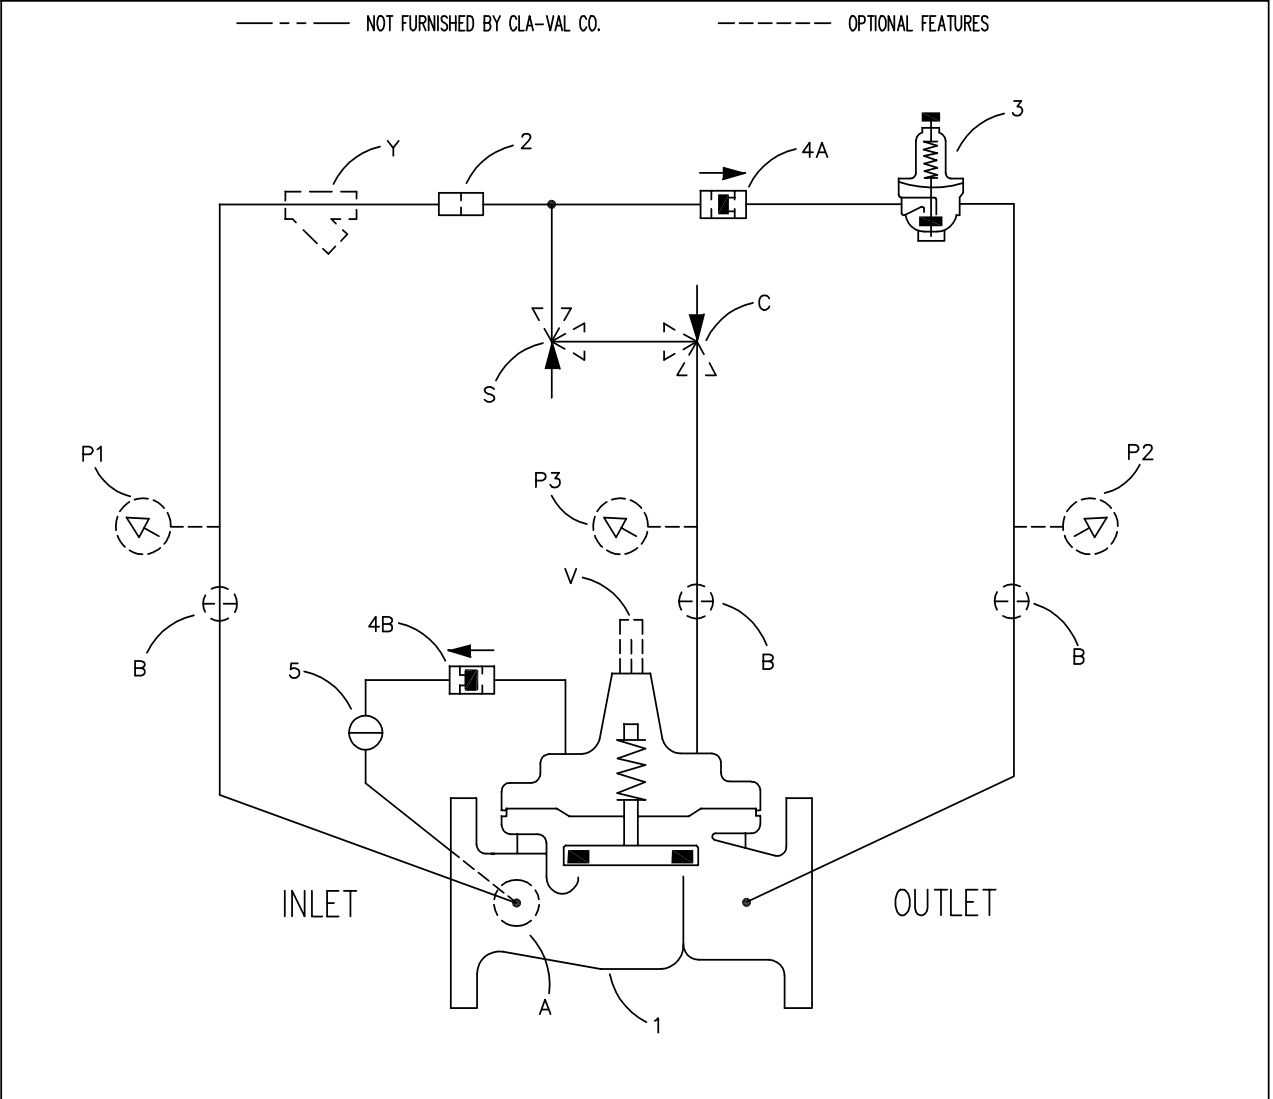 NOT FURNISHED BY CLA-VAL CO. OPTIONAL FEATURES
3
2
Y
4A
C
S
P1
P2
P3
V
4B
B
B
B
5
INLET
OUTLET
A
1